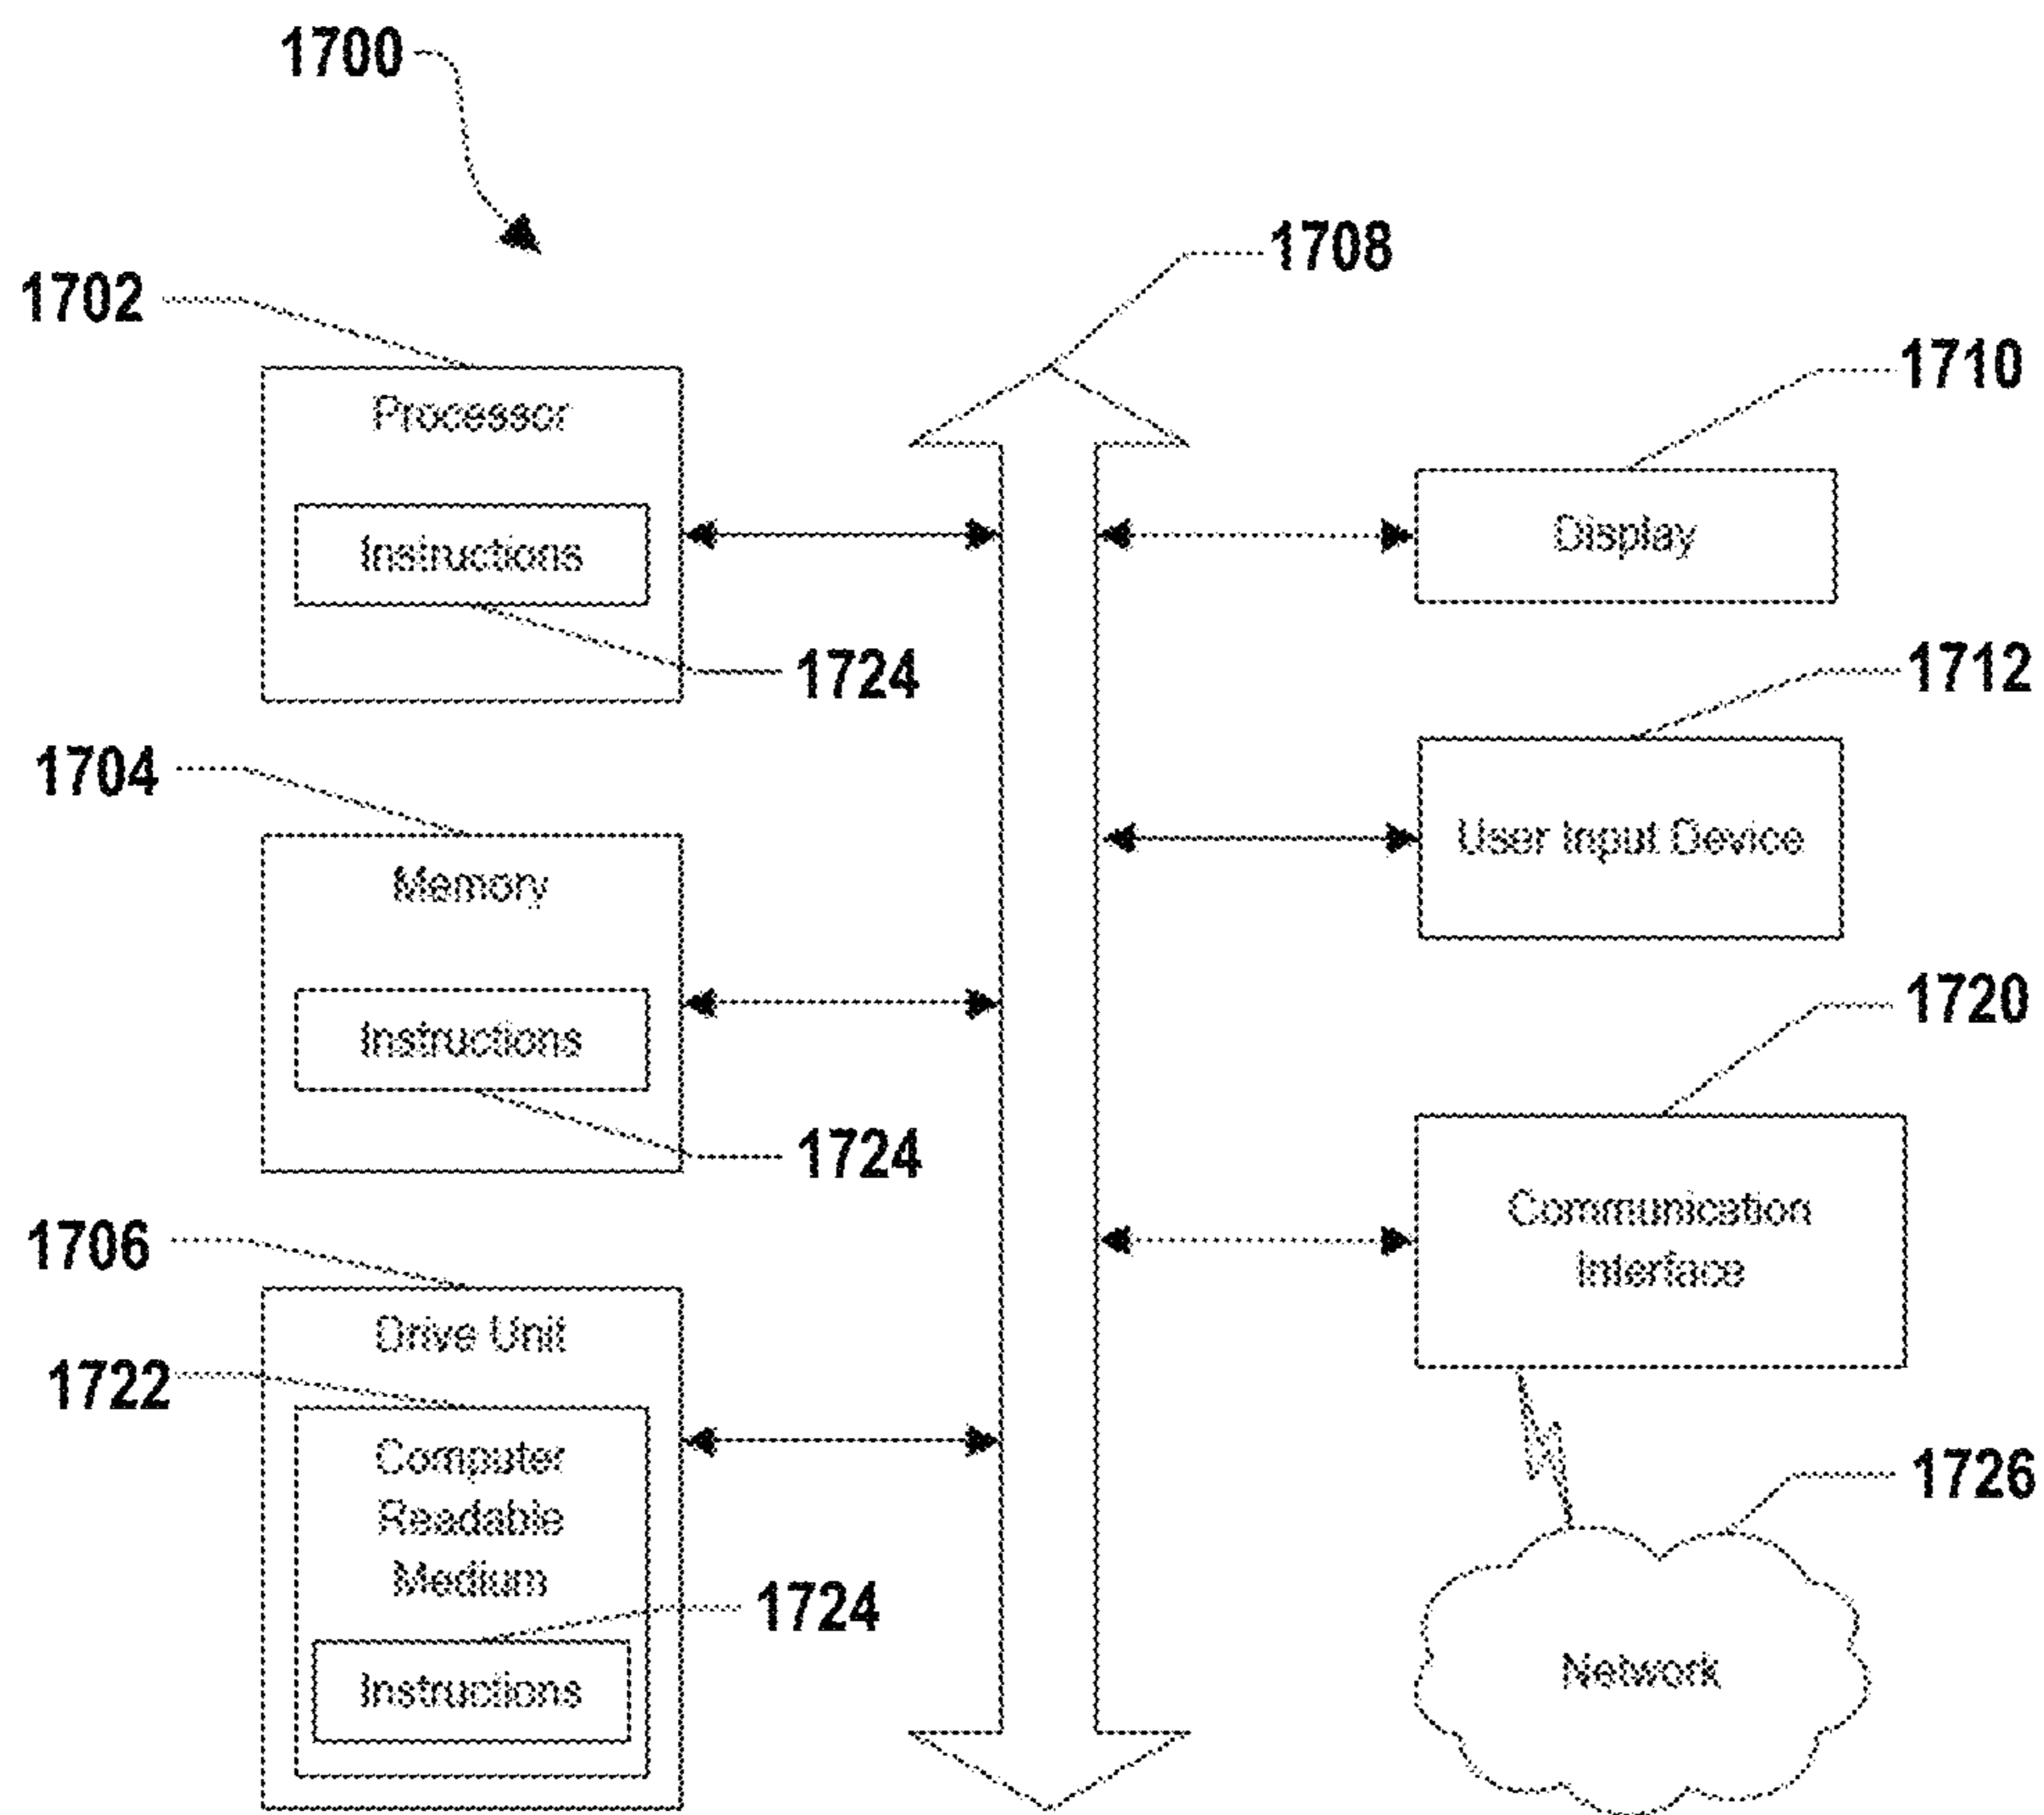 1700
1708
1702
1710
Processor
Display
Instructions
1724
1712
1704
User Input Device
Memory
1720
Instructions
1724
Communication
Interface
1706
Drive Unit
1722
Computer
Readable
Medium
1726
1724
Instructions
Network